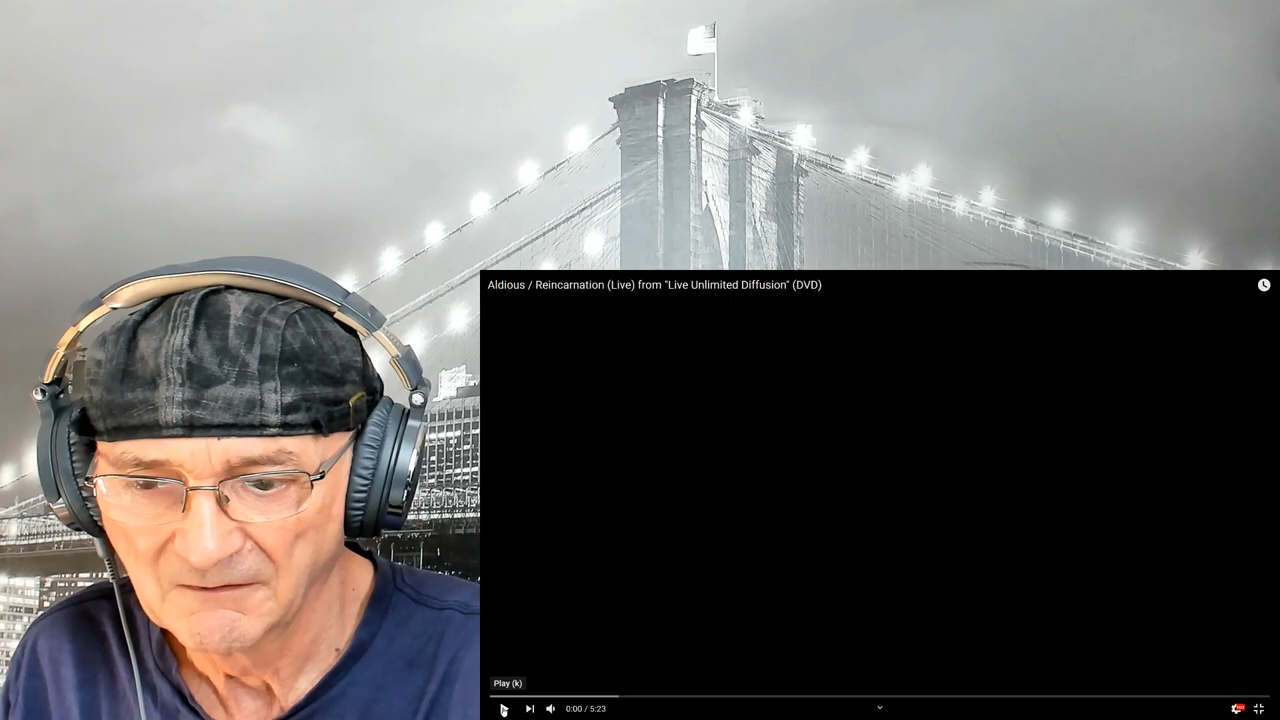 Aldious / Reincarnation (Live) from "Live Unlimited Diffusion" (DVD)
Play (k)
0:00 / 5:23